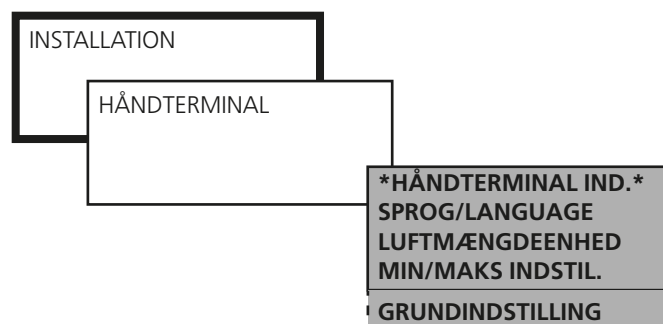 INSTALLATION
HÅNDTERMINAL
*HÅNDTERMINAL IND.*
SPROG/LANGUAGE
LUFTMÆNGDEENHED
MIN/MAKS INDSTIL.
GRUNDINDSTILLING